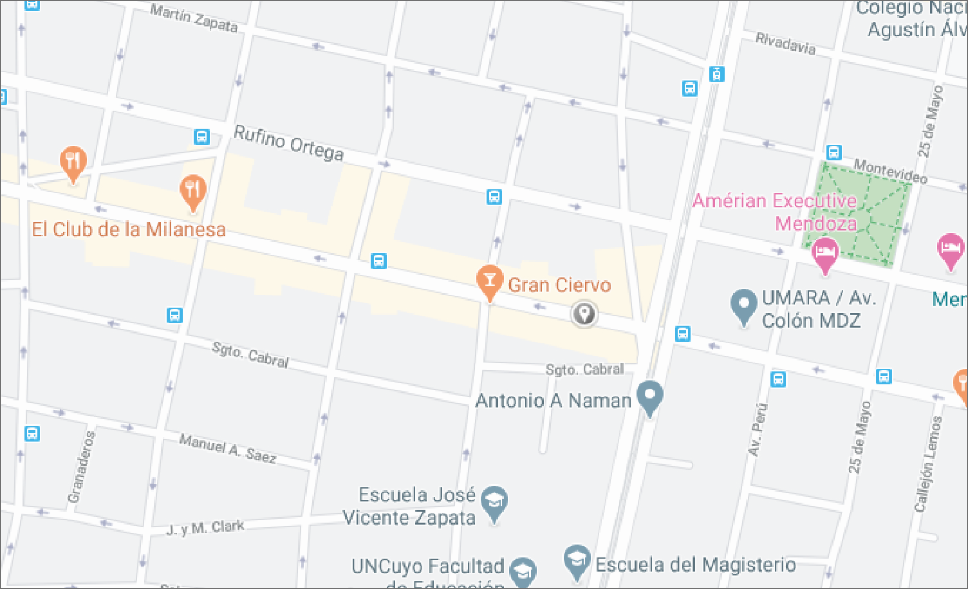 Martín Zapata
Colegio Naci
Agustín Álv
Rivadavia
25 de Mayo
Rufino Ortega
Montevideo
Amérian Executive
Mendoza
El Club de la Milanesa
Gran Ciervo
UMARA / Av.
Colón MDZ
Men
Sgto. Cabral
Sgto. Cabral
Antonio A Naman
Av. Perú
25 de Mayo
Callejón Lemos
Granaderos
Manuel A. Saez
Escuela José
Vicente Zapata
J. y M. Clark
UNCuyo Facultad
de Educación
Escuela del Magisterio